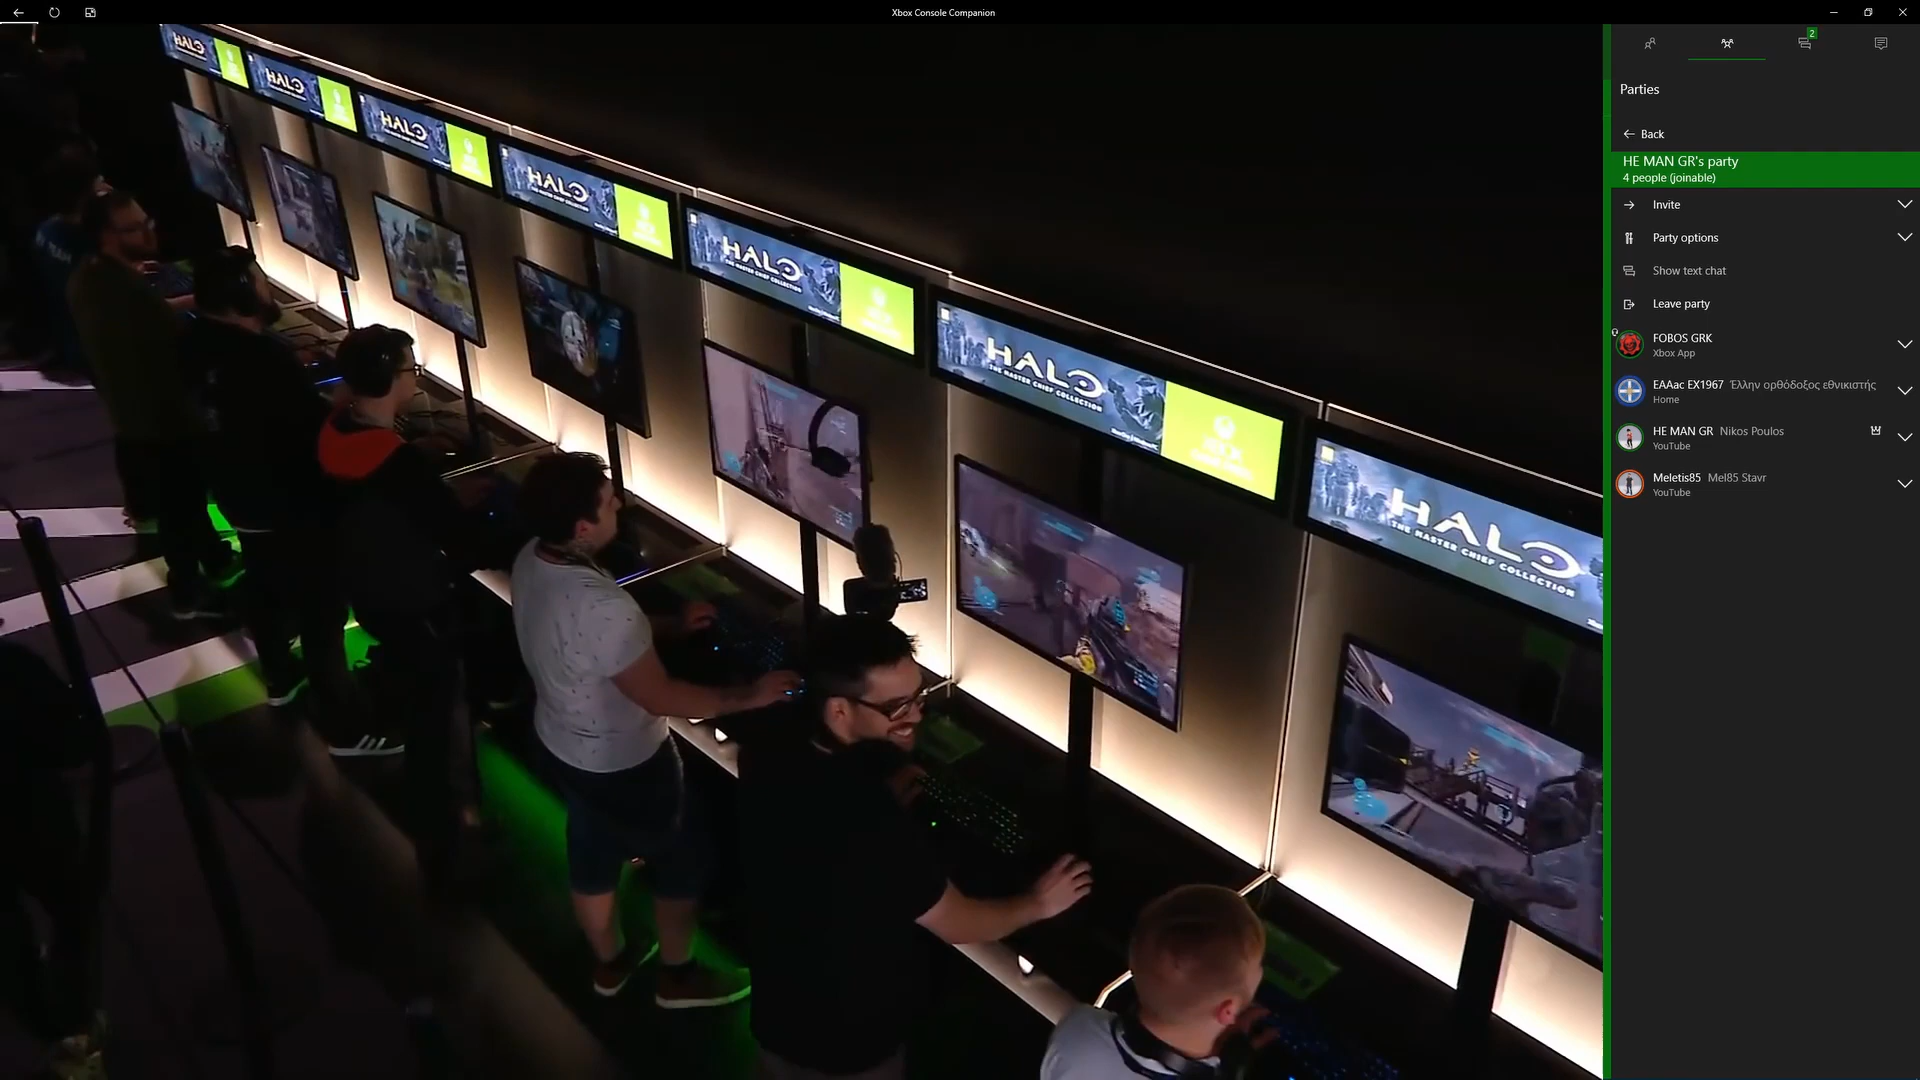 Xbox Console Companion
2
Parties
Back
HE MAN GR's party
4 people (joinable)
Invite
Party options
Show text chat
Leave party
FOBOS GRK
Xbox App
EAAac EX1967 Έλλην ορθόδοξος εθνικιστής
Home
HE MAN GR Nikos Poulos
YouTube
Meletis85 Mel85 Stavr
YouTube
HALO
HALO
HALO
HALO
HALO
THE MASTER CHIEF COLLECTION
HALO
THE MASTER CHIEF COLLECTION
HALO
THE MASTER CHIEF COLLECTION